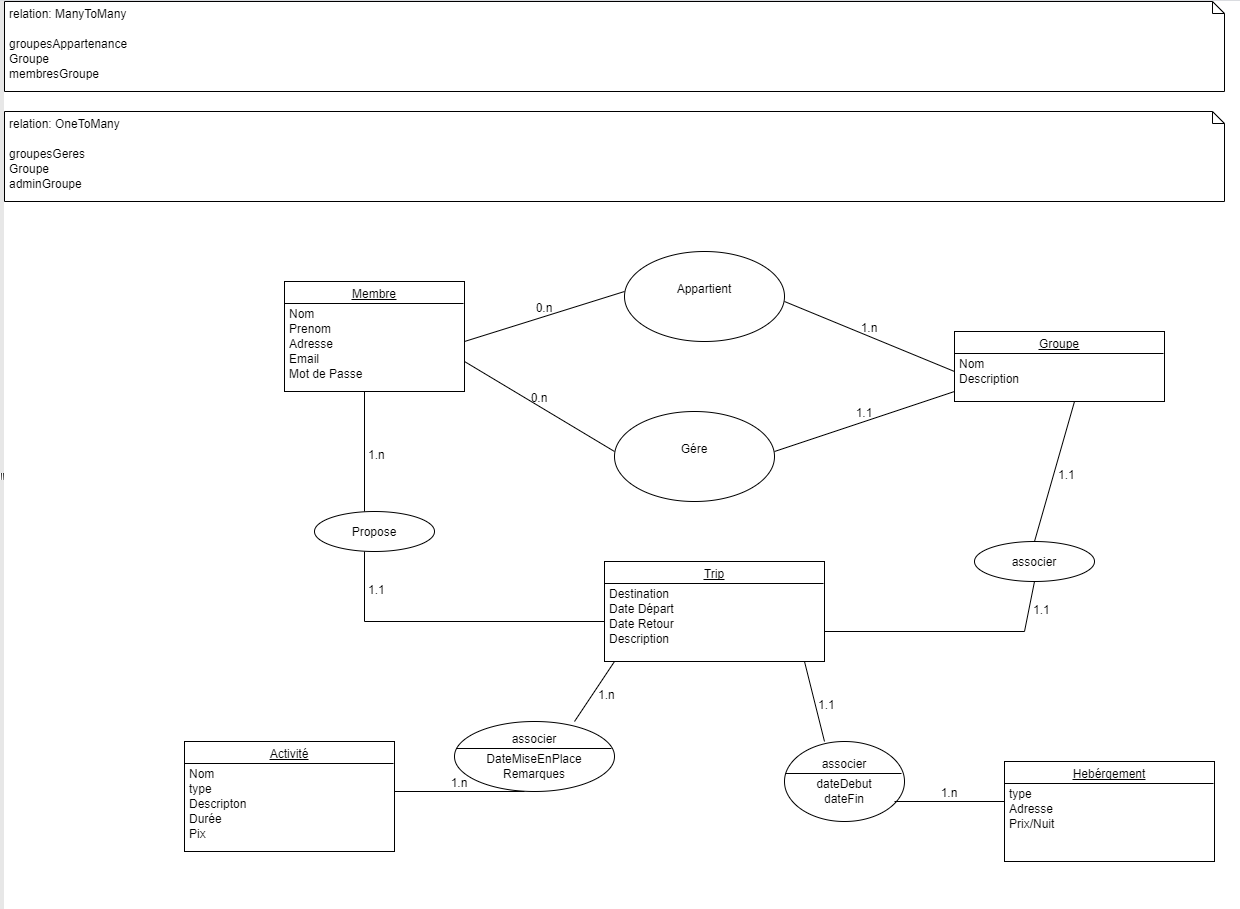 relation: ManyToMany
groupesAppartenance
Groupe
membresGroupe
relation: OneToMany
groupesGeres
Groupe
adminGroupe
Membre
Nom
Prenom
Adresse
Email
Mot de Passe
0.n
Appartient
1.n
Groupe
Nom
Description
0.n
Gére
1.1
1.n
Propose
1.1
1.1
associer
1.1
Trip
Destination
Date Départ
Date Retour
Description
1.n
associer
DateMiseEnPlace
Remarques
1.n
Activité
Nom
type
Descripton
Durée
Pix
1.1
associer
dateDebut
dateFin
1.n
Hebérgement
type
Adresse
Prix/Nuit